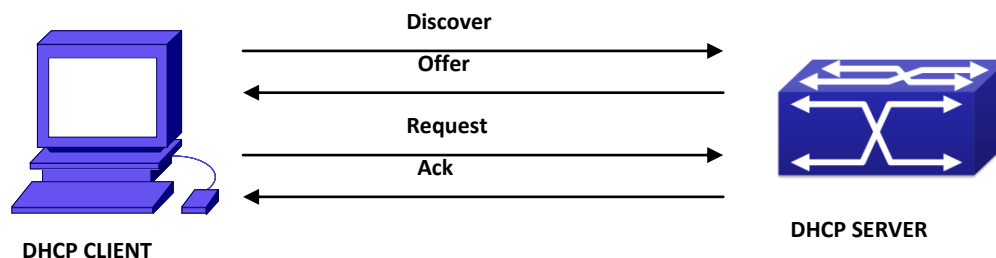 Discover
Offer
Request
Ack
DHCP CLIENT
DHCP SERVER